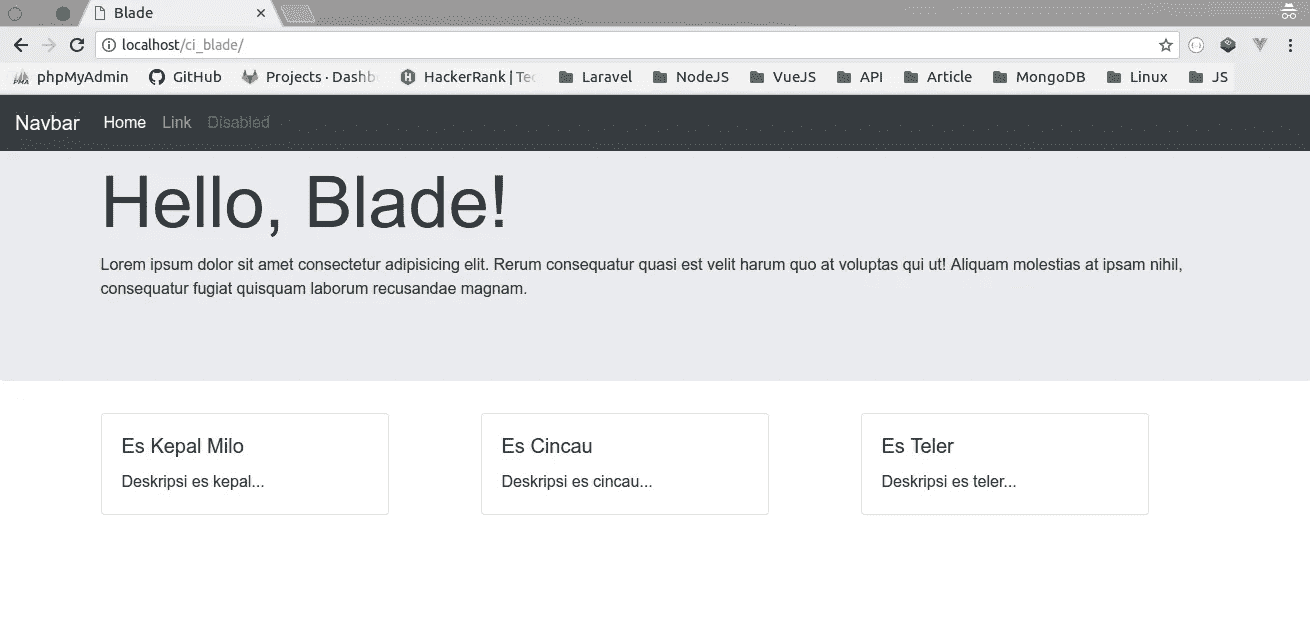 Blade
localhost/ci_blade/
phpMyAdmin GitHub Projects · Dashb HackerRank | Tec Laravel NodeJS VueJS API Article MongoDB Linux JS
Navbar Home Link Disabled
Hello, Blade!
Lorem ipsum dolor sit amet consectetur adipisicing elit. Rerum consequatur quasi est velit harum quo at voluptas qui ut! Aliquam molestias at ipsam nihil,
consequatur fugiat quisquam laborum recusandae magnam.
Es Kepal Milo
Deskripsi es kepal...
Es Cincau
Deskripsi es cincau...
Es Teler
Deskripsi es teler...